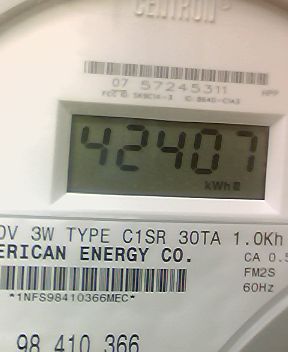 CENTRON
07 57245311
HPP
42407
kWh
0V 3W TYPE C1SR 30TA 1.0Kh
ERICAN ENERGY CO.
CA 0.5
FM2S
60Hz
*1NFS98410366MEC*
98 410 366